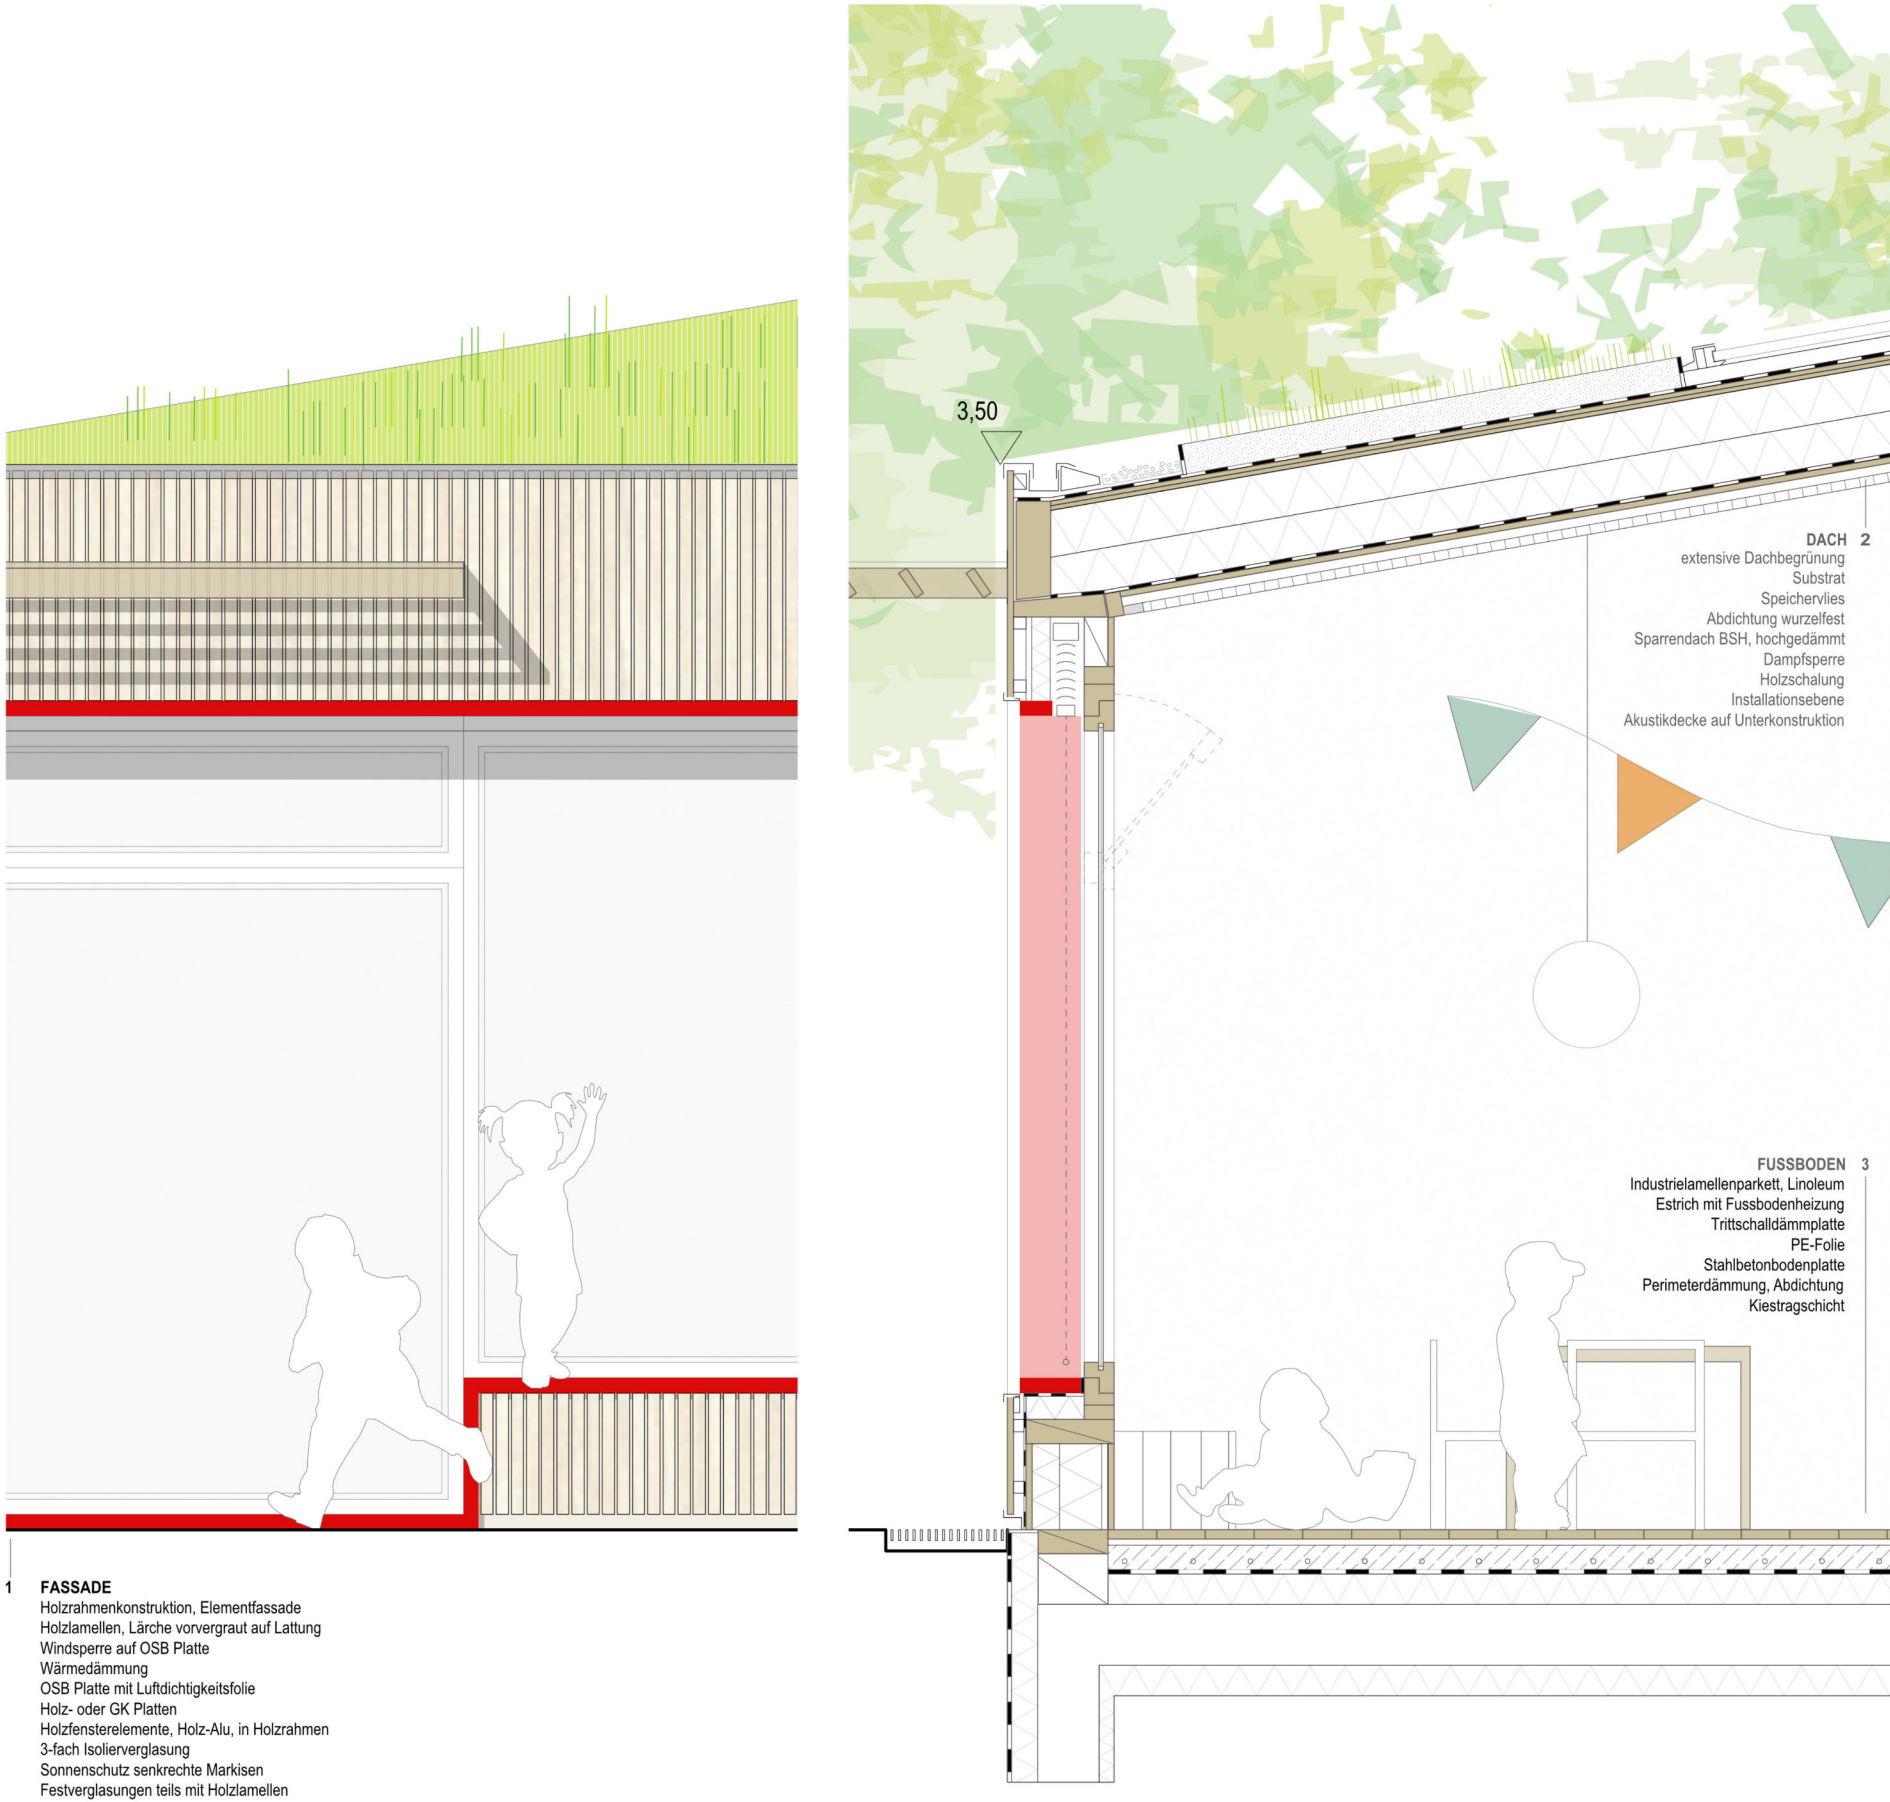 3,50
DACH 2
extensive Dachbegrünung
Substrat
Speichervlies
Abdichtung wurzelfest
Sparrendach BSH, hochgedämmt
Dampfsperre
Holzschalung
Installationsebene
Akustikdecke auf Unterkonstruktion
FUSSBODEN 3
Industrielamellenparkett, Linoleum
Estrich mit Fussbodenheizung
Trittschalldämmplatte
PE-Folie
Stahlbetonbodenplatte
Perimeterdämmung, Abdichtung
Kiestragschicht
1 FASSADE
Holzrahmenkonstruktion, Elementfassade
Holzlamellen, Lärche vorvergraut auf Lattung
Windsperre auf OSB Platte
Wärmedämmung
OSB Platte mit Luftdichtigkeitsfolie
Holz- oder GK Platten
Holzfensterelemente, Holz-Alu, in Holzrahmen
3-fach Isolierverglasung
Sonnenschutz senkrechte Markisen
Festverglasungen teils mit Holzlamellen